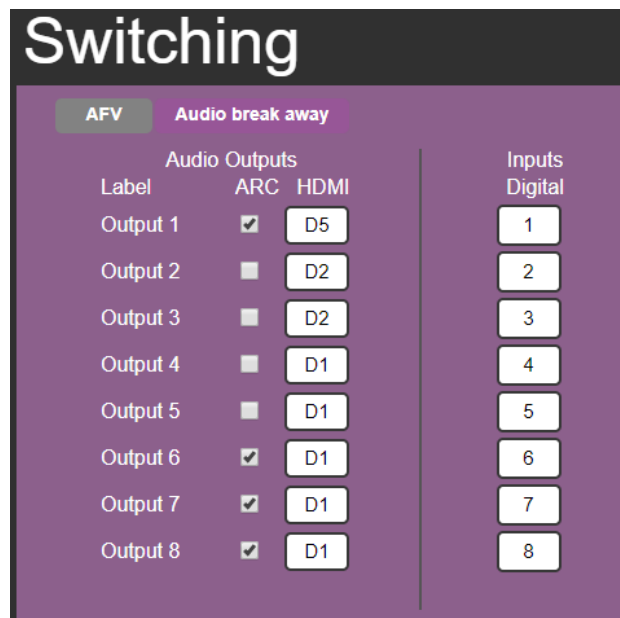 Switching
AFV Audio break away
Audio Outputs Inputs
Label ARC HDMI Digital
Output 1 D5 1
Output 2 D2 2
Output 3 D2 3
Output 4 D1 4
Output 5 D1 5
Output 6 D1 6
Output 7 D1 7
Output 8 D1 8